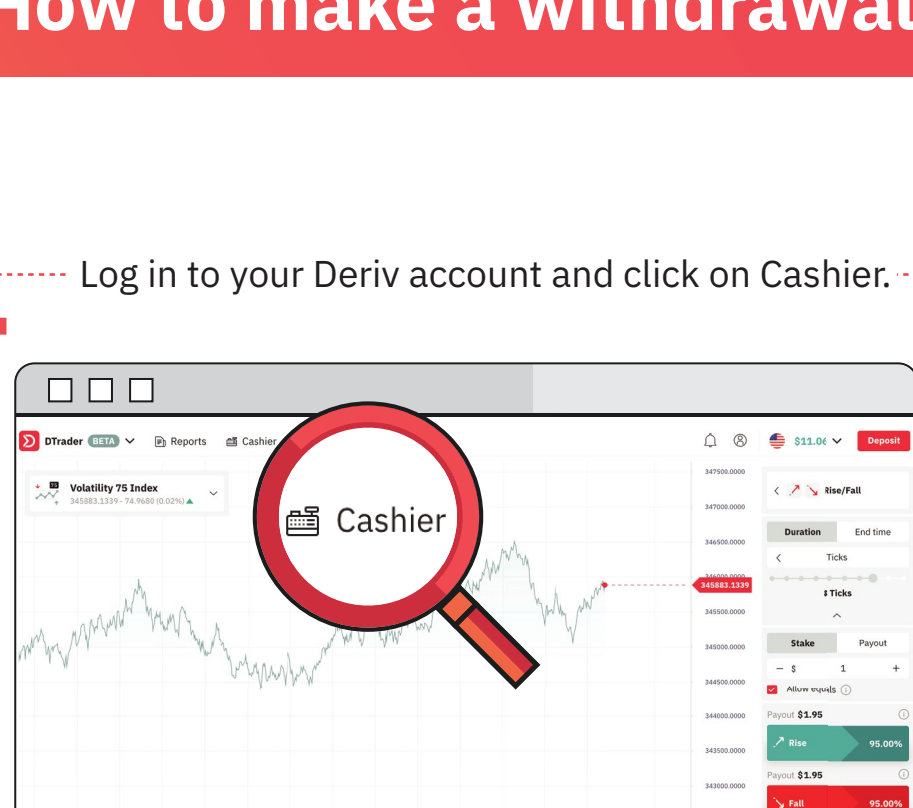 How to make a withdrawal
Log in to your Deriv account and click on Cashier.
DTrader BETA Reports Cashier $11.06 Deposit
Volatility 75 Index
345883.1339 - 74.9680 (0.02%)
Cashier
347500.0000
347000.0000
346500.0000
346000.0000
345883.1339
345500.0000
345000.0000
344500.0000
344000.0000
343500.0000
343000.0000
Rise/Fall
Duration End time
Ticks
8 Ticks
Stake Payout
− $ 1 +
Allow equals
Payout $1.95
Rise 95.00%
Payout $1.95
Fall 95.00%